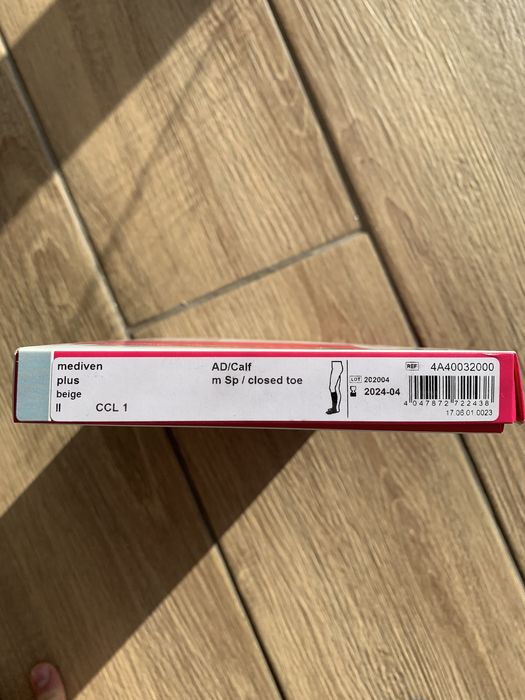 mediven
plus
beige
II CCL 1
AD/Calf
m Sp / closed toe
LOT 202004
2024-04
REF 4A40032000
4 047872 722438
17.06.01 0023